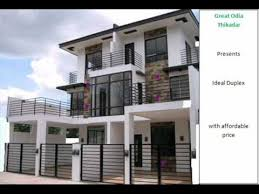 Great Odia
Thikadar
Presents
Ideal Duplex
with affordable
price